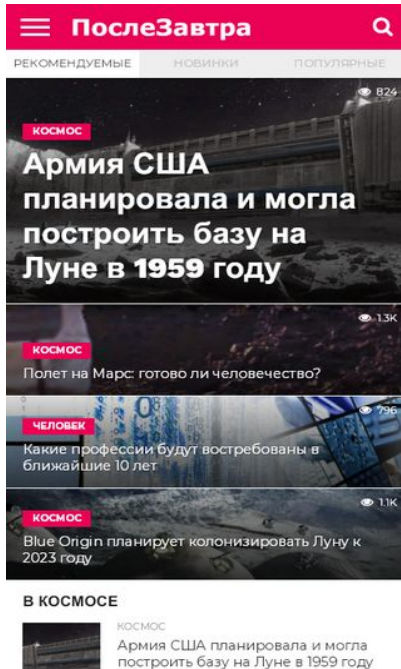 ПослеЗавтра
РЕКОМЕНДУЕМЫЕ НОВИНКИ ПОПУЛЯРНЫЕ
824
КОСМОС
Армия США
планировала и могла
построить базу на
Луне в 1959 году
1.3K
КОСМОС
Полет на Марс: готово ли человечество?
796
ЧЕЛОВЕК
Какие профессии будут востребованы в
ближайшие 10 лет
1.1K
КОСМОС
Blue Origin планирует колонизировать Луну к
2023 году
В КОСМОСЕ
КОСМОС
Армия США планировала и могла
построить базу на Луне в 1959 году